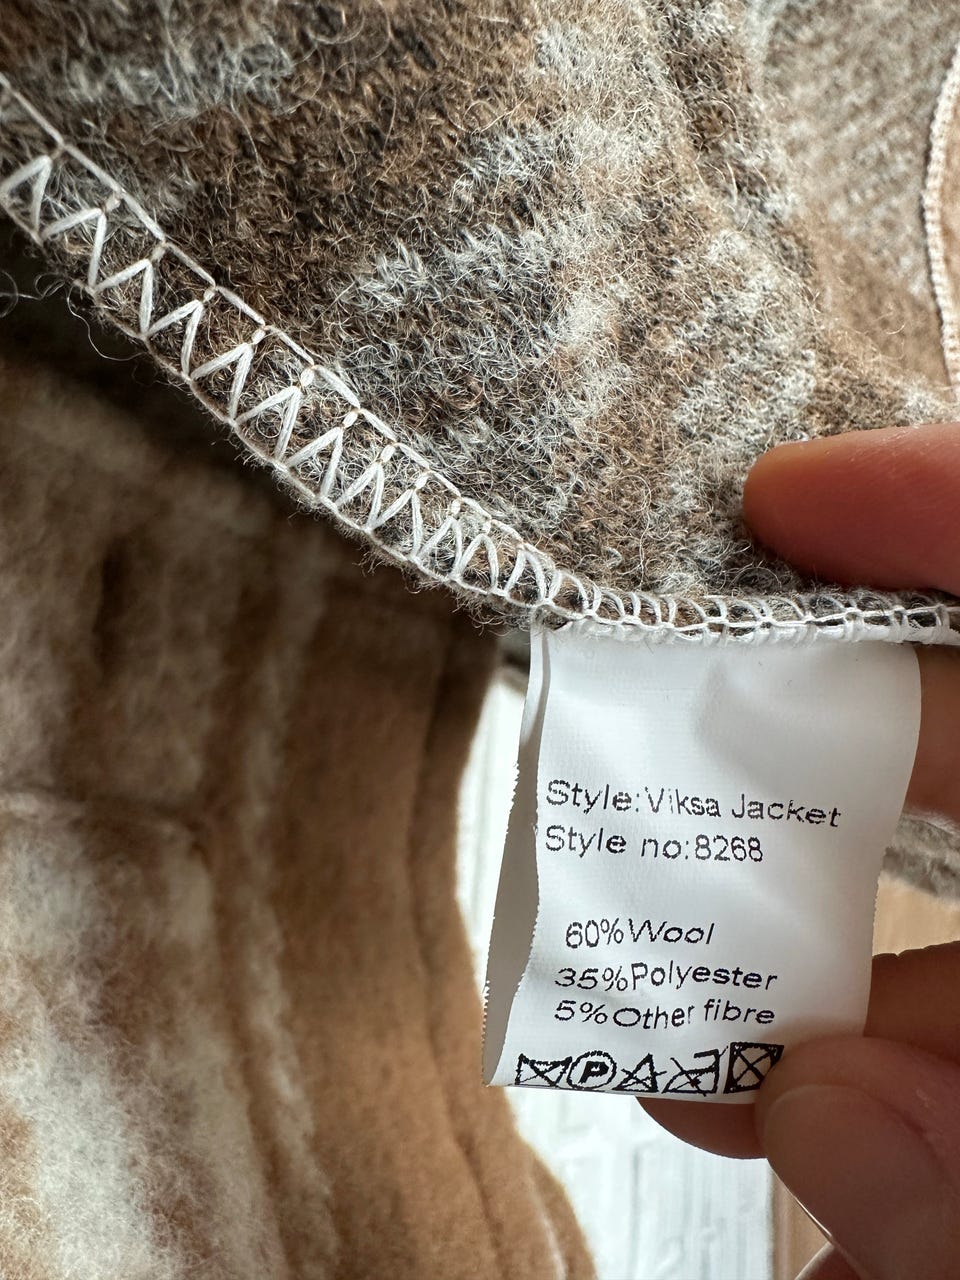 Style:Viksa Jacket
Style no:8268
60%Wool
35%Polyester
5%Other fibre
P